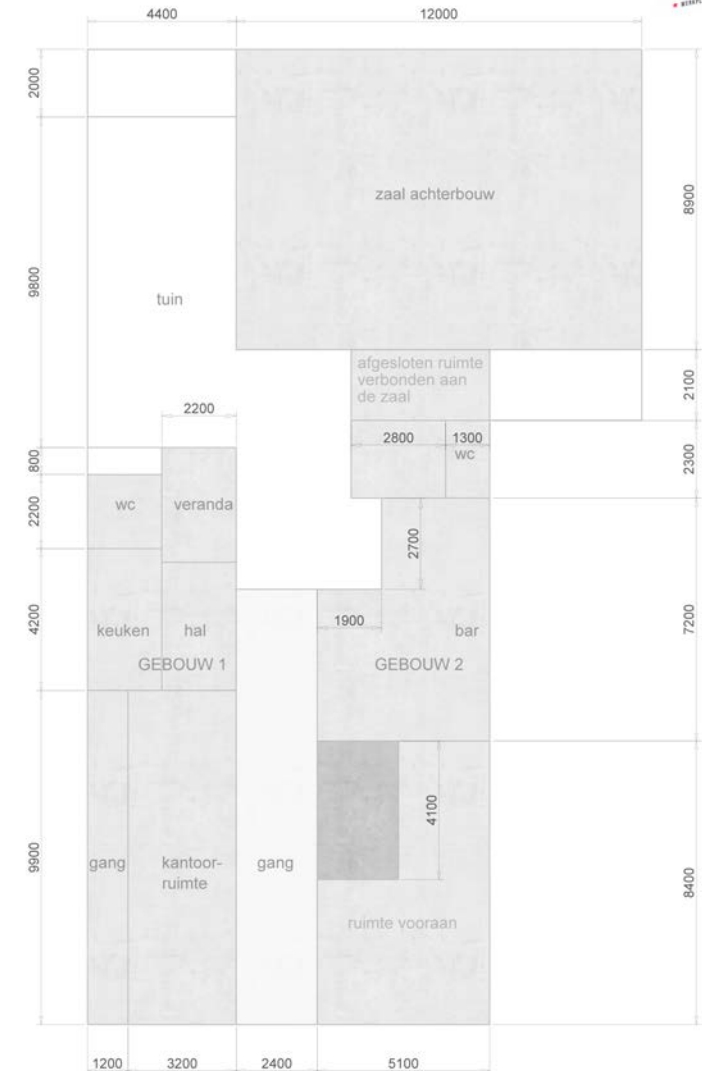 4400
12000
2000
8900
zaal achterbouw
9800
tuin
afgesloten ruimte
verbonden aan
de zaal
2100
2200
2800
1300
wc
2300
800
wc
veranda
2200
2700
4200
keuken
hal
1900
bar
7200
GEBOUW 1
GEBOUW 2
4100
9900
gang
kantoor-
ruimte
gang
8400
ruimte vooraan
1200
3200
2400
5100